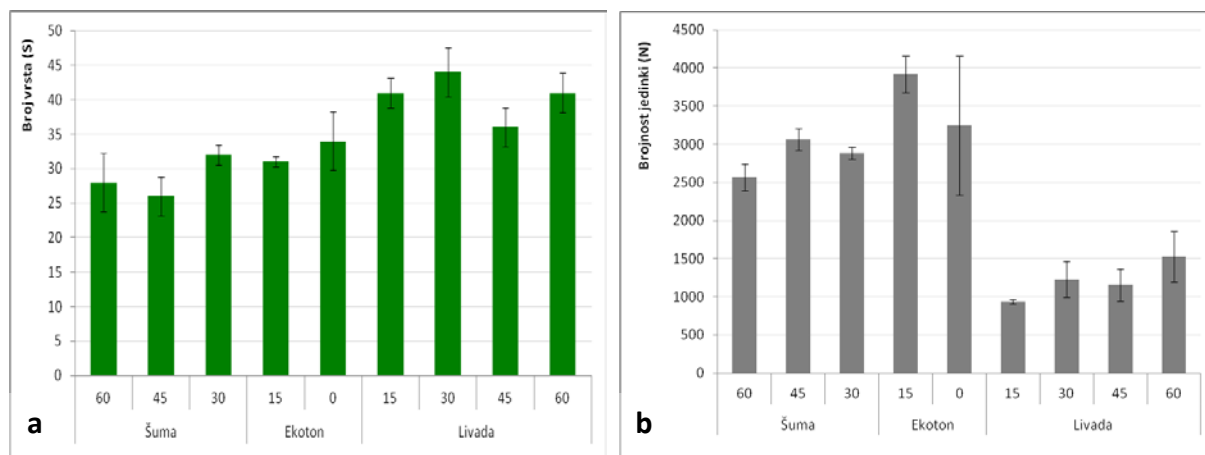 Broj vrsta (S)
50
45
40
35
30
25
20
15
10
5
0
60 45 30 15 0 15 30 45 60
Šuma Ekoton Livada
a
Brojnost jedinki (N)
4500
4000
3500
3000
2500
2000
1500
1000
500
0
60 45 30 15 0 15 30 45 60
Šuma Ekoton Livada
b